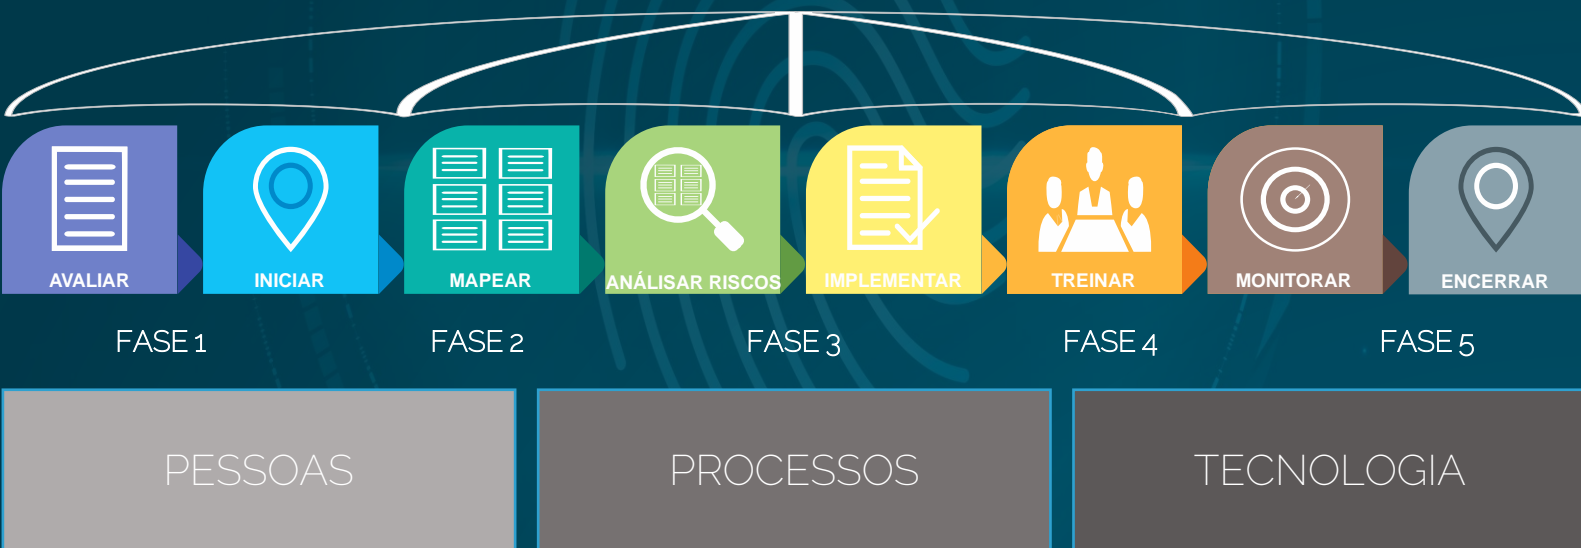 AVALIAR
INICIAR
MAPEAR
ANÁLISAR RISCOS
IMPLEMENTAR
TREINAR
MONITORAR
ENCERRAR
FASE 1
FASE 2
FASE 3
FASE 4
FASE 5
PESSOAS
PROCESSOS
TECNOLOGIA